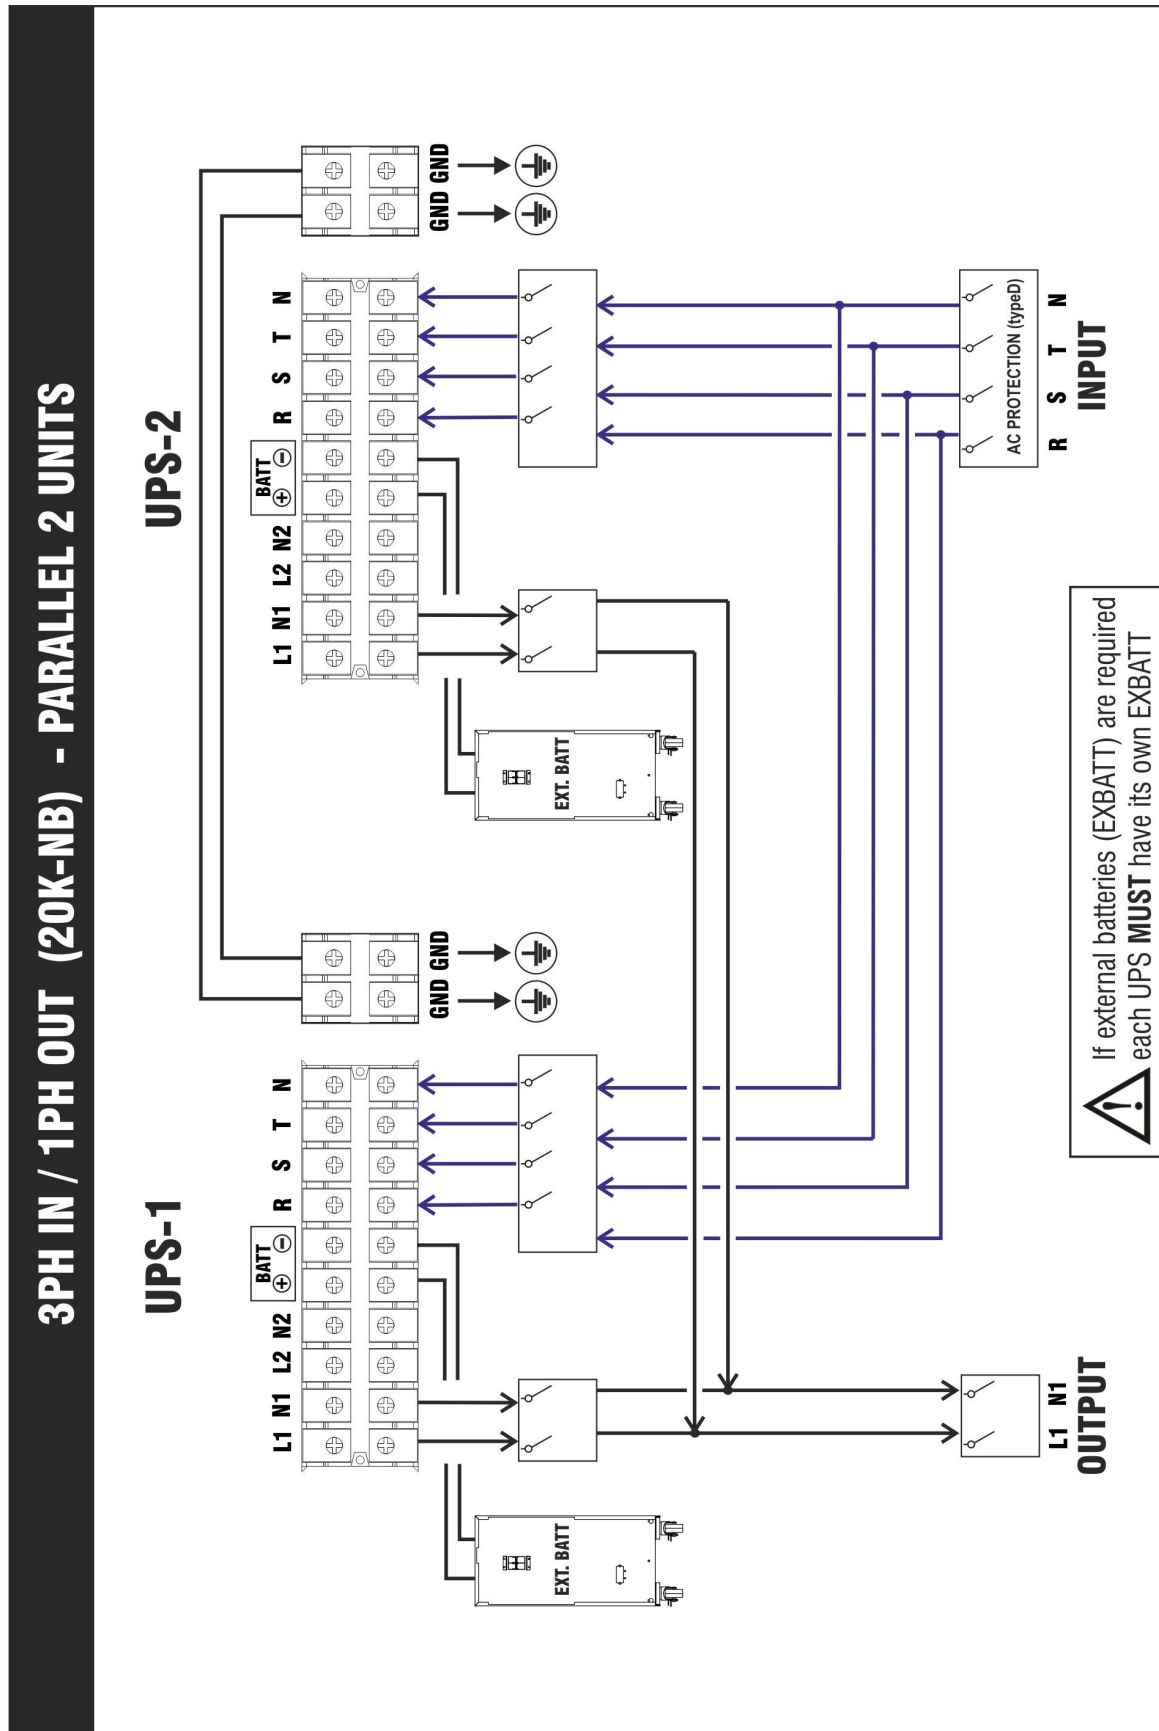 3PH IN / 1PH OUT (20K-NB) - PARALLEL 2 UNITS
UPS-1
UPS-2
BATT
L1 N1 L2 N2 + - R S T N
BATT
L1 N1 L2 N2 + - R S T N
GND GND
GND GND
EXT. BATT
EXT. BATT
AC PROTECTION (typeD)
L1 N1
OUTPUT
R S T N
INPUT
If external batteries (EXBATT) are required
each UPS MUST have its own EXBATT